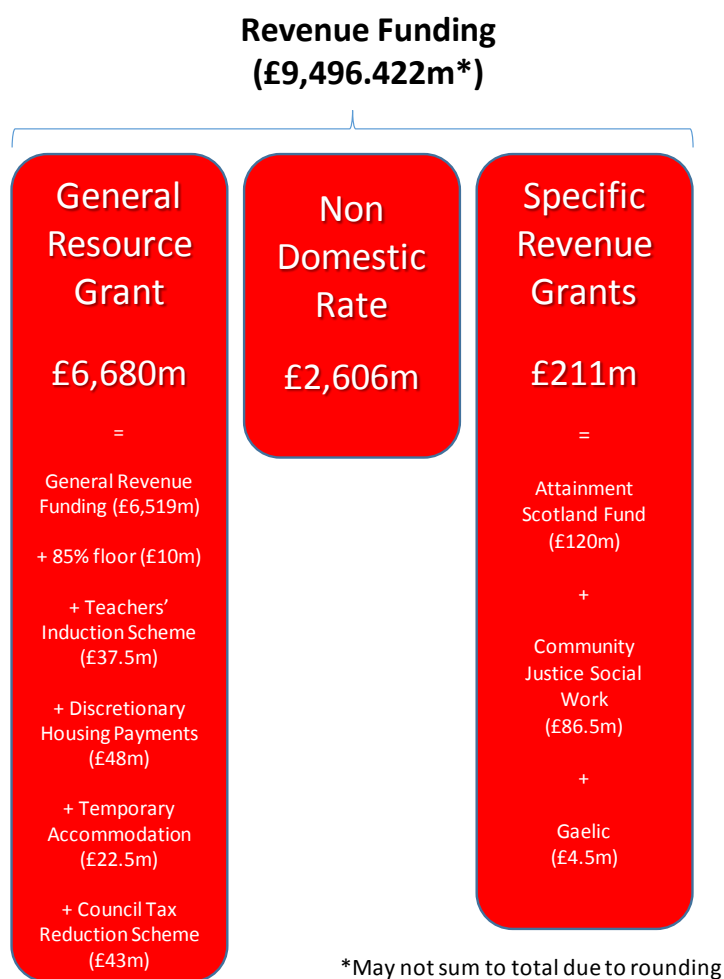 Revenue Funding
(£9,496.422m*)
General
Resource
Grant
£6,680m
=
General Revenue
Funding (£6,519m)
+ 85% floor (£10m)
+ Teachers’
Induction Scheme
(£37.5m)
+ Discretionary
Housing Payments
(£48m)
+ Temporary
Accommodation
(£22.5m)
+ Council Tax
Reduction Scheme
(£43m)
Non
Domestic
Rate
£2,606m
Specific
Revenue
Grants
£211m
=
Attainment
Scotland Fund
(£120m)
+
Community
Justice Social
Work
(£86.5m)
+
Gaelic
(£4.5m)
*May not sum to total due to rounding